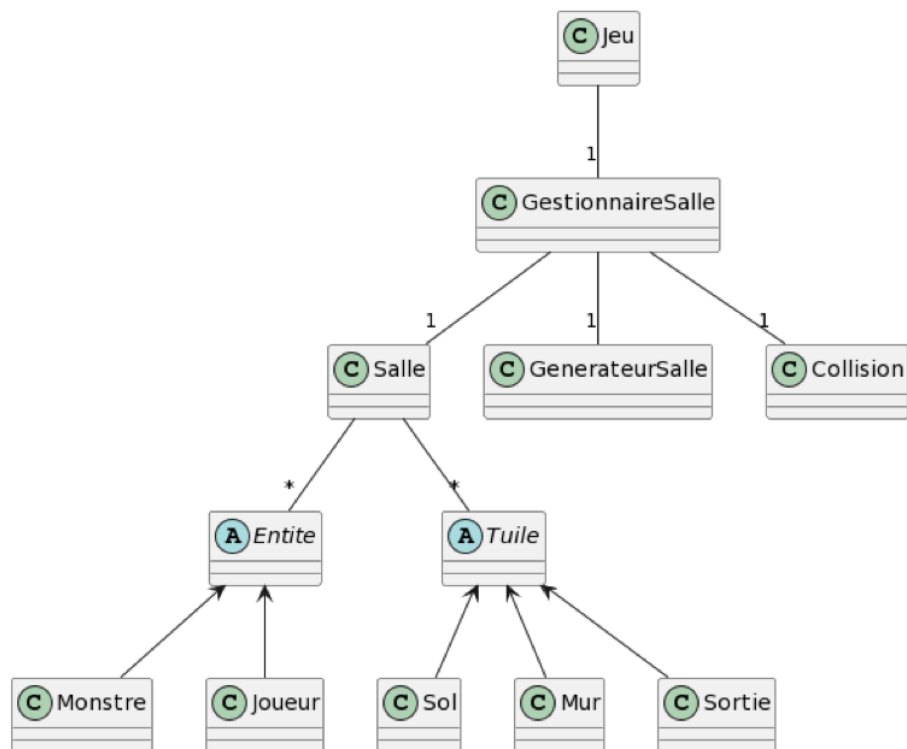 C Jeu
1
C GestionnaireSalle
1 1 1
C Salle
C GenerateurSalle
C Collision
* *
A Entite
A Tuile
C Monstre
C Joueur
C Sol
C Mur
C Sortie